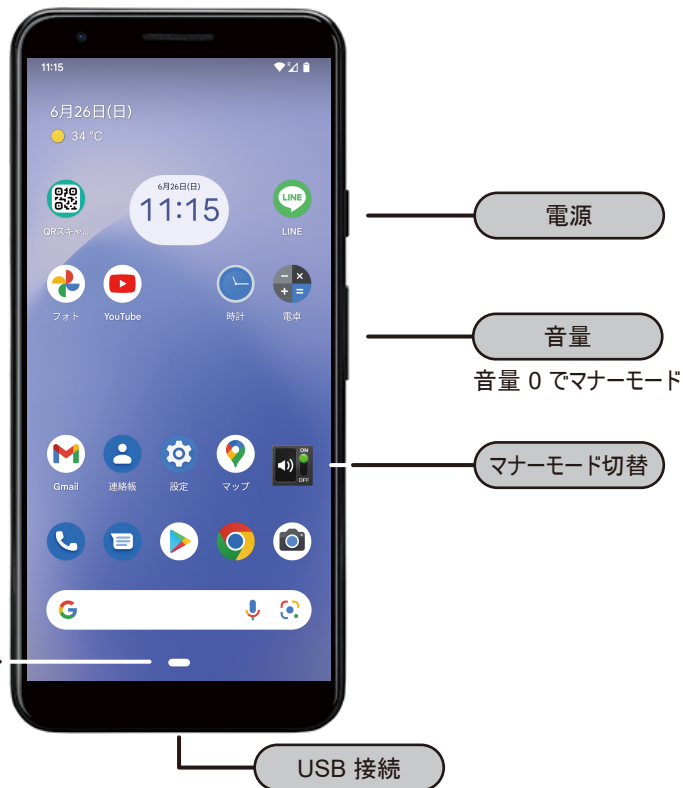 11:15
6月26日(日)
34 °C
6月26日(日)
11:15
LINE
QRスキャ...
LINE
電源
フォト
YouTube
時計
電卓
音量
音量 0 でマナーモード
ON
OFF
マナーモード切替
Gmail
連絡帳
設定
マップ
G
USB 接続